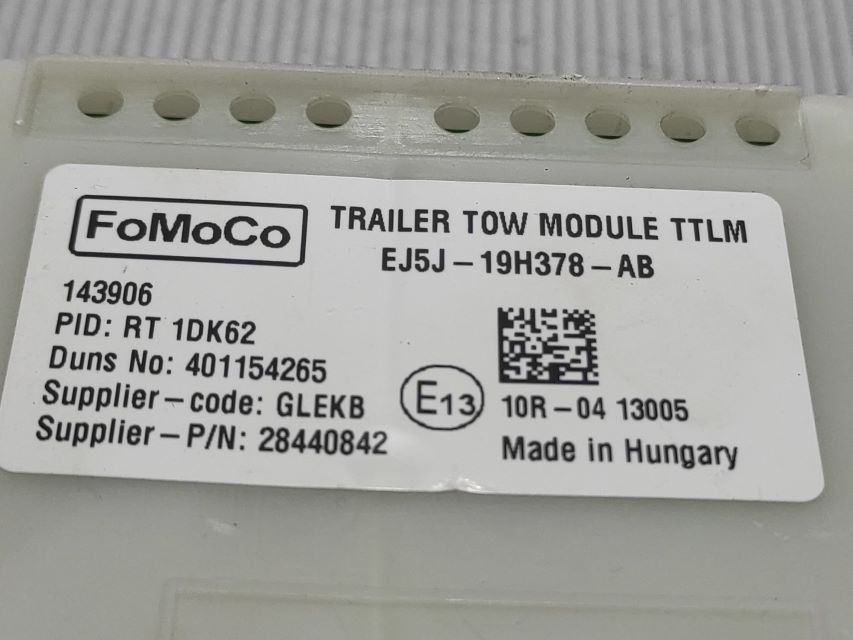 FoMoCo
TRAILER TOW MODULE TTLM
EJ5J-19H378-AB
143906
PID: RT 1DK62
Duns No: 401154265
Supplier-code: GLEKB
Supplier-P/N: 28440842
E13
10R-04 13005
Made in Hungary